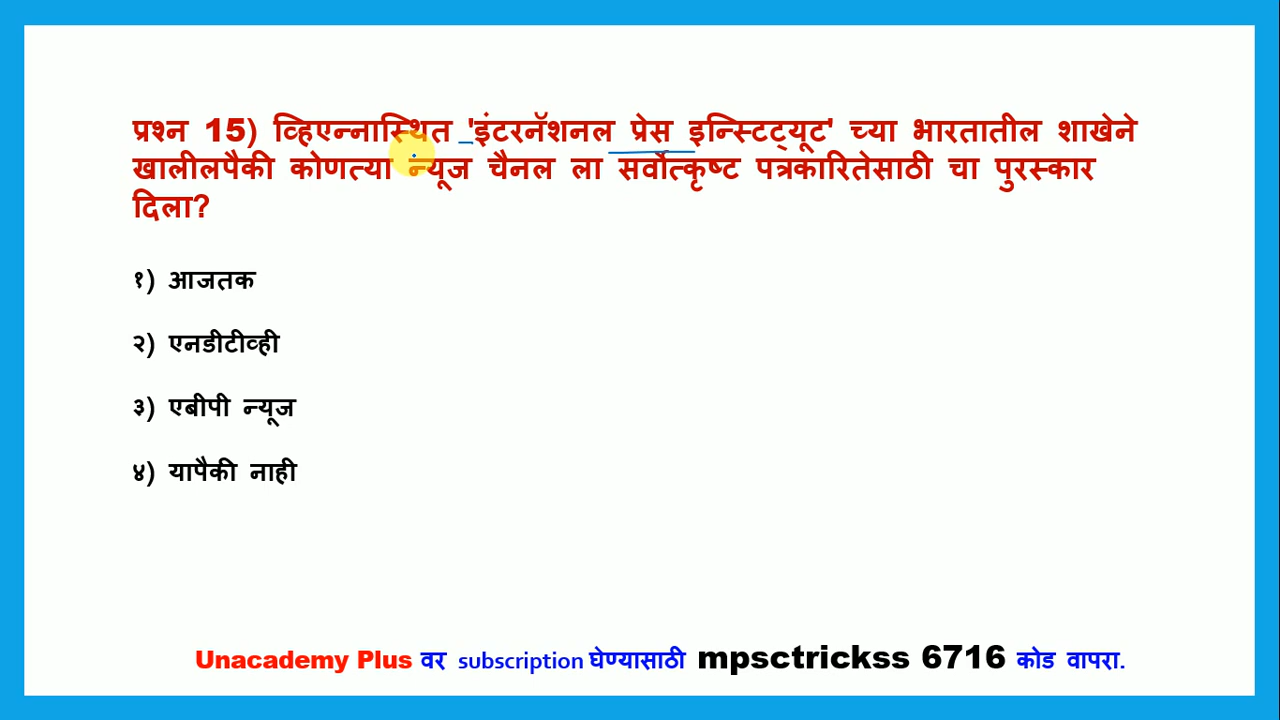 प्रश्न 15) व्हिएन्नास्थित 'इंटरनॅशनल प्रेस इन्स्टिट्यूट' च्या भारतातील शाखेने
खालीलपैकी कोणत्या न्यूज चैनल ला सर्वोत्कृष्ट पत्रकारितेसाठी चा पुरस्कार
दिला?
१) आजतक
२) एनडीटीव्ही
३) एबीपी न्यूज
४) यापैकी नाही
Unacademy Plus वर subscription घेण्यासाठी mpsctrickss 6716 कोड वापरा.